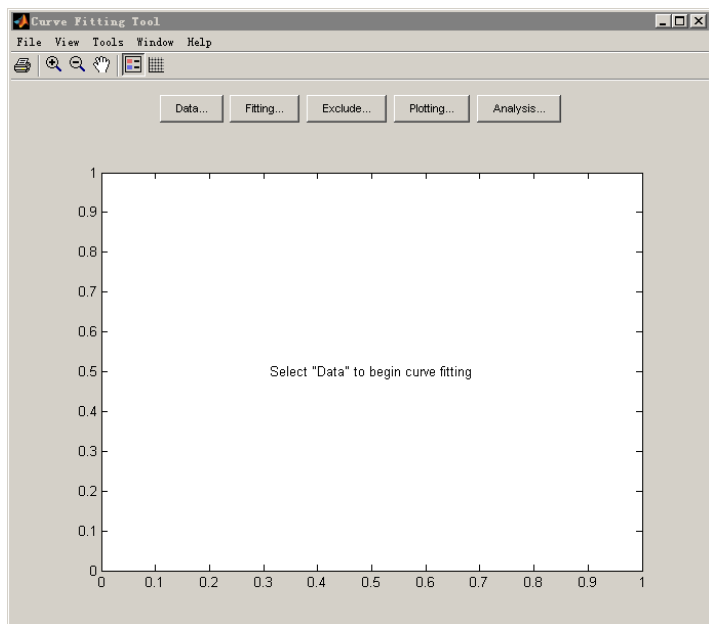 Curve Fitting Tool
File View Tools Window Help
Data... Fitting... Exclude... Plotting... Analysis...
1
0.9
0.8
0.7
0.6
0.5
Select "Data" to begin curve fitting
0.4
0.3
0.2
0.1
0
0 0.1 0.2 0.3 0.4 0.5 0.6 0.7 0.8 0.9 1